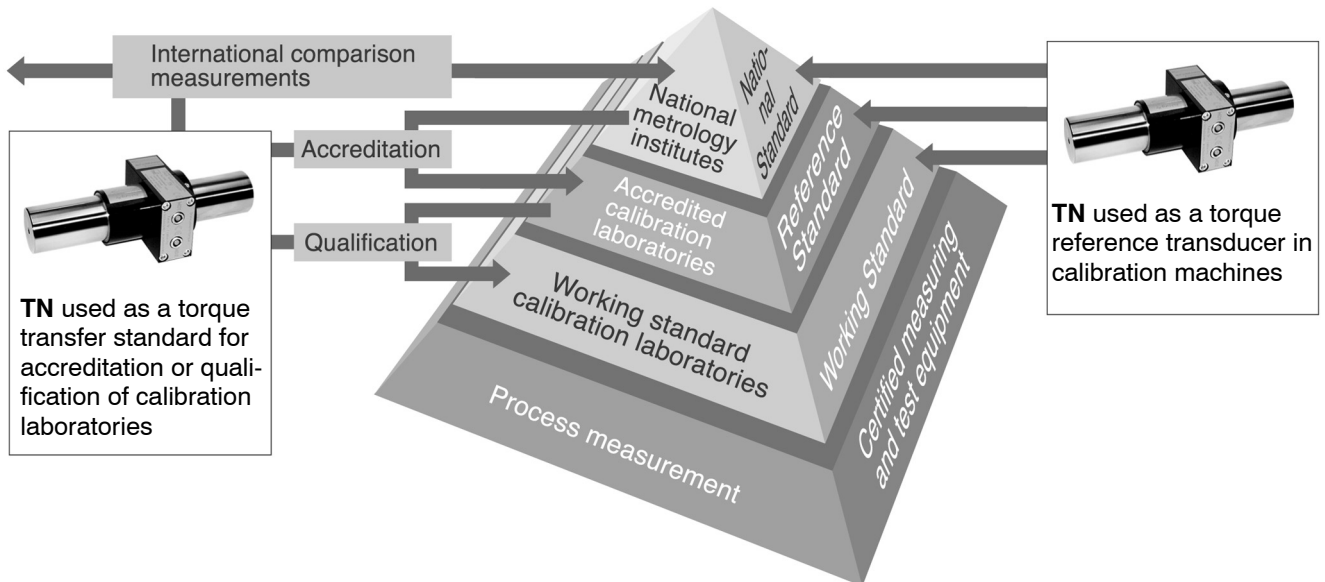 International comparison
measurements
Accreditation
Qualification
TN used as a torque
transfer standard for
accreditation or quali-
fication of calibration
laboratories
National
metrology
institutes
Natio-
nal
Standard
Accredited
calibration
laboratories
Reference
Standard
Working standard
calibration laboratories
Working Standard
Process measurement
Certified measuring
and test equipment
TN used as a torque
reference transducer in
calibration machines